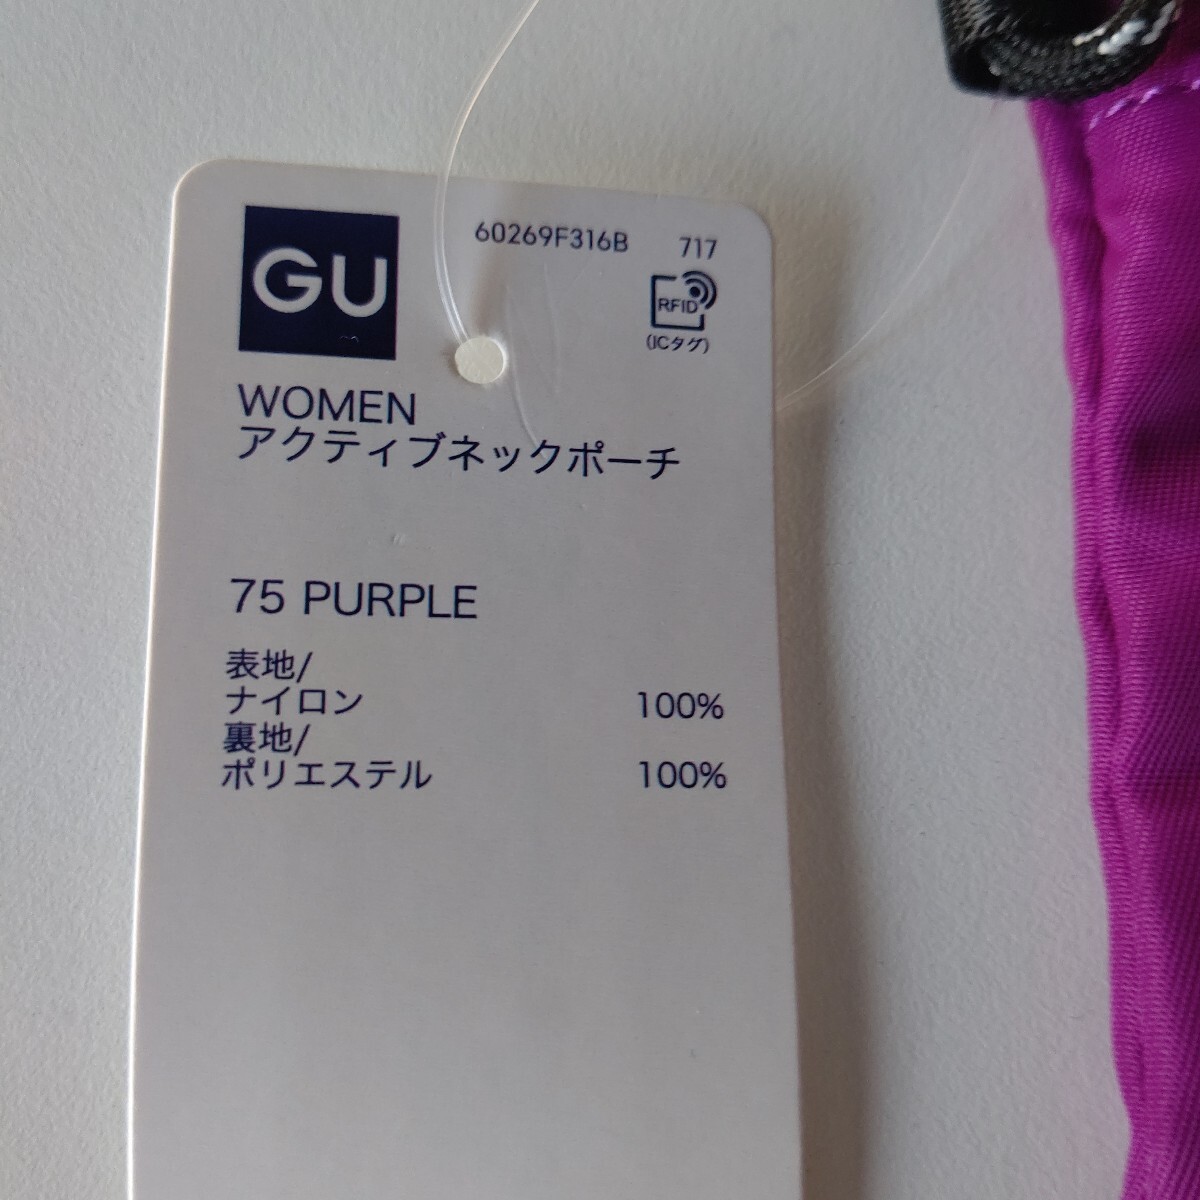 GU
60269F316B 717
RFID
(ICタグ)
WOMEN
アクティブネックポーチ
75 PURPLE
表地/
ナイロン 100%
裏地/
ポリエステル 100%